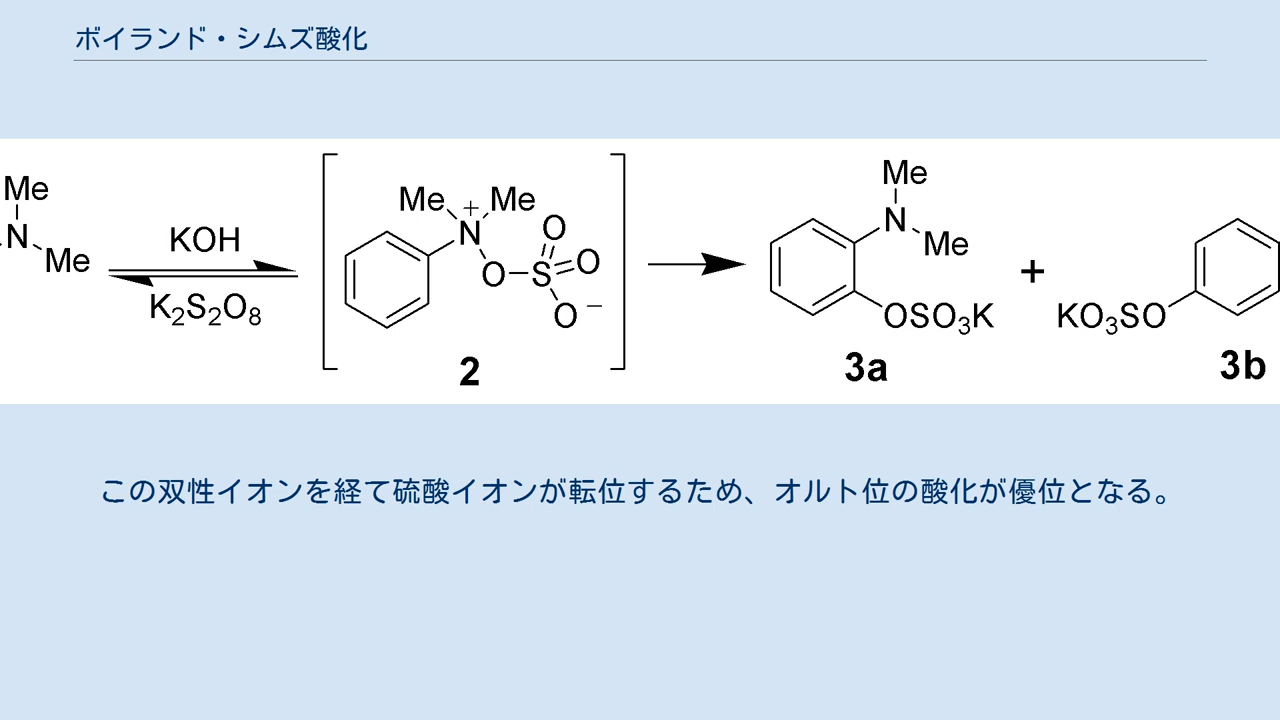 ボイランド・シムズ酸化
Me
N
Me
KOH
K2S2O8
Me + Me
N
O S O O O −
2
Me
N
Me
OSO3K
3a
+
KO3SO
3b
この双性イオンを経て硫酸イオンが転位するため、オルト位の酸化が優位となる。